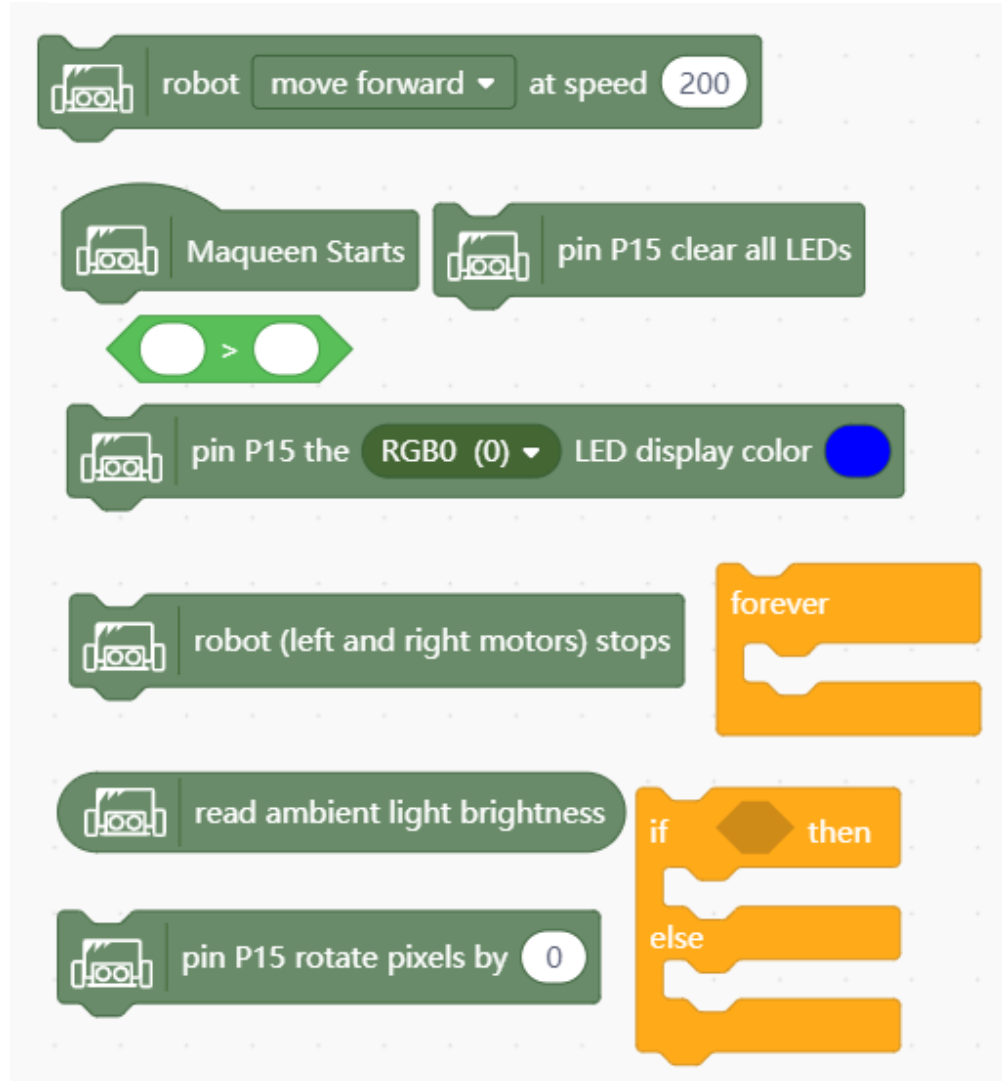 robot move forward at speed 200
Maqueen Starts
pin P15 clear all LEDs
>
pin P15 the RGB0 (0) LED display color
forever
robot (left and right motors) stops
read ambient light brightness
if then
else
pin P15 rotate pixels by 0